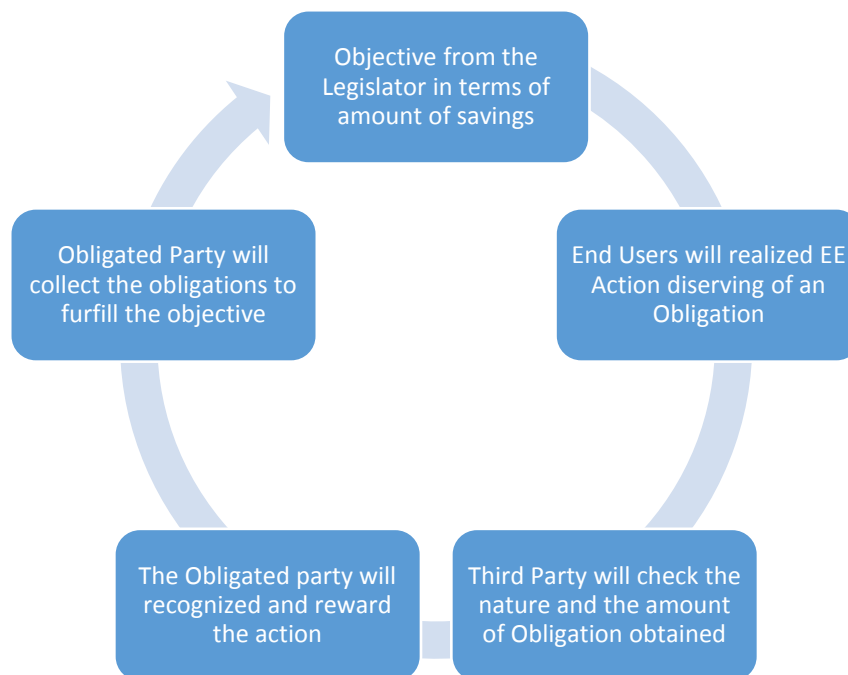 Objective from the
Legislator in terms of
amount of savings
End Users will realized EE
Action diserving of an
Obligation
Third Party will check the
nature and the amount
of Obligation obtained
The Obligated party will
recognized and reward
the action
Obligated Party will
collect the obligations to
furfill the objective